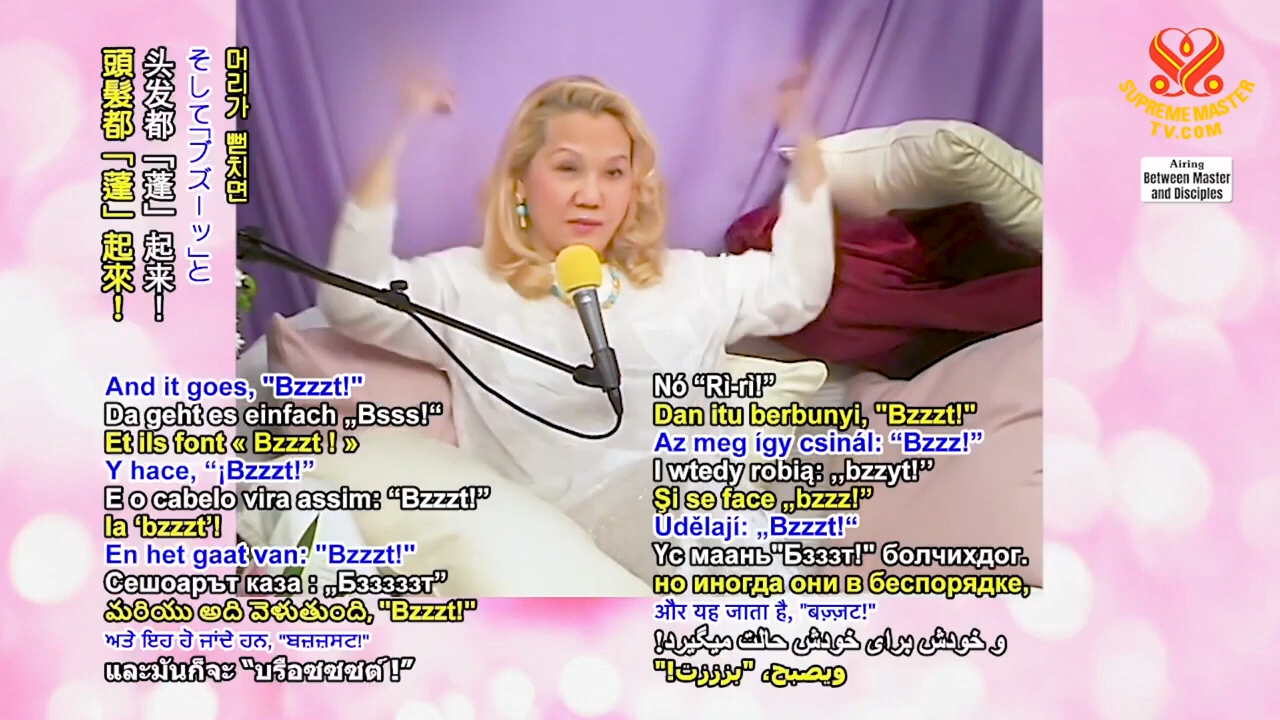 頭髮都「蓬」起來！
头发都「蓬」起来！
そして「ブズーッ」と
머리가 뻗치면
SUPREME MASTER
TV.COM
Airing
Between Master
and Disciples
And it goes, "Bzzzt!"
Da geht es einfach „Bsss!“
Et ils font « Bzzzt ! »
Y hace, “¡Bzzzt!”
E o cabelo vira assim: “Bzzzt!”
Ia ‘bzzzt’!
En het gaat van: "Bzzzt!"
Сешоарът каза : „Бззззззт”
మరియు అది వెళుతుంది, "Bzzzt!"
ਅਤੇ ਇਹ ਹੋ ਜਾਂਦੇ ਹਨ, "ਬਜ਼ਜ਼ਸਟ!"
และมันก็จะ “บรือซซซซต์ !”
Nó “Rì-rì!”
Dan itu berbunyi, "Bzzzt!"
Az meg így csinál: “Bzzz!”
I wtedy robią: ,,bzzyt!’’
Şi se face „bzzz!”
Udělají: „Bzzzt!“
Үс маань"Бзззт!" болчихдог.
но иногда они в беспорядке,
और यह जाता है, "बज़्ज़ट!"
و خودش برای خودش حالت میگیرد!
ويصبح، "بزززت!"